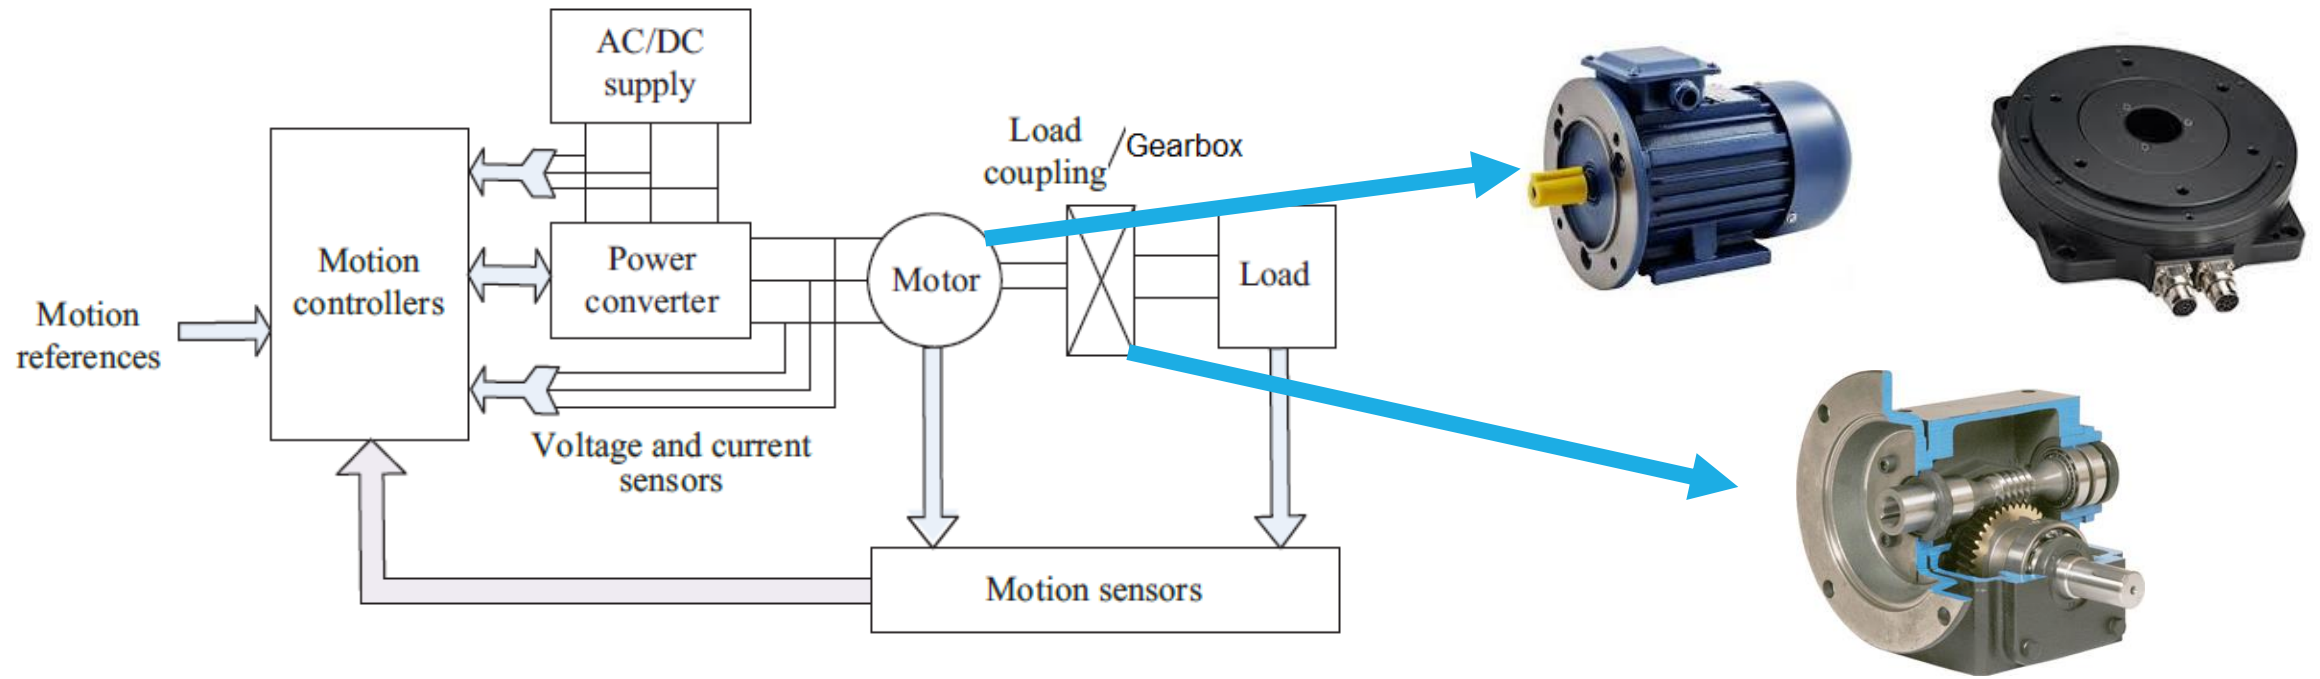 AC/DC
supply
Load
coupling
/Gearbox
Motion
controllers
Power
converter
Motor
Load
Motion
references
Voltage and current
sensors
Motion sensors